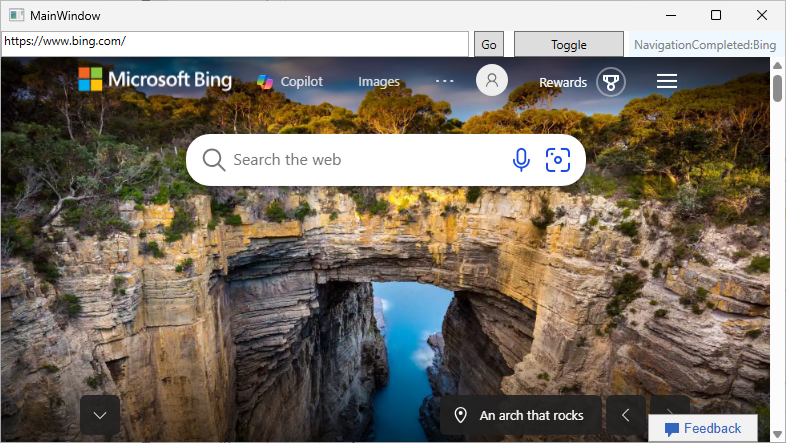 MainWindow
https://www.bing.com/
Go
Toggle
NavigationCompleted:Bing
Microsoft Bing
Copilot
Images
Rewards
Search the web
An arch that rocks
Feedback